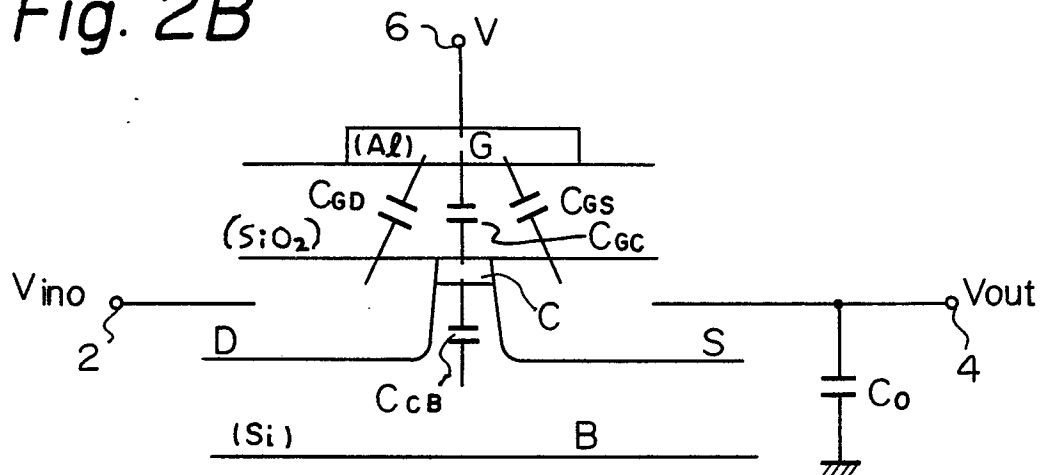 Fig. 2B
6 V
(Al) G
CGD CGS
(SiO2) CGC
Vino Vout
C
2 D S 4
CCB Co
(Si) B